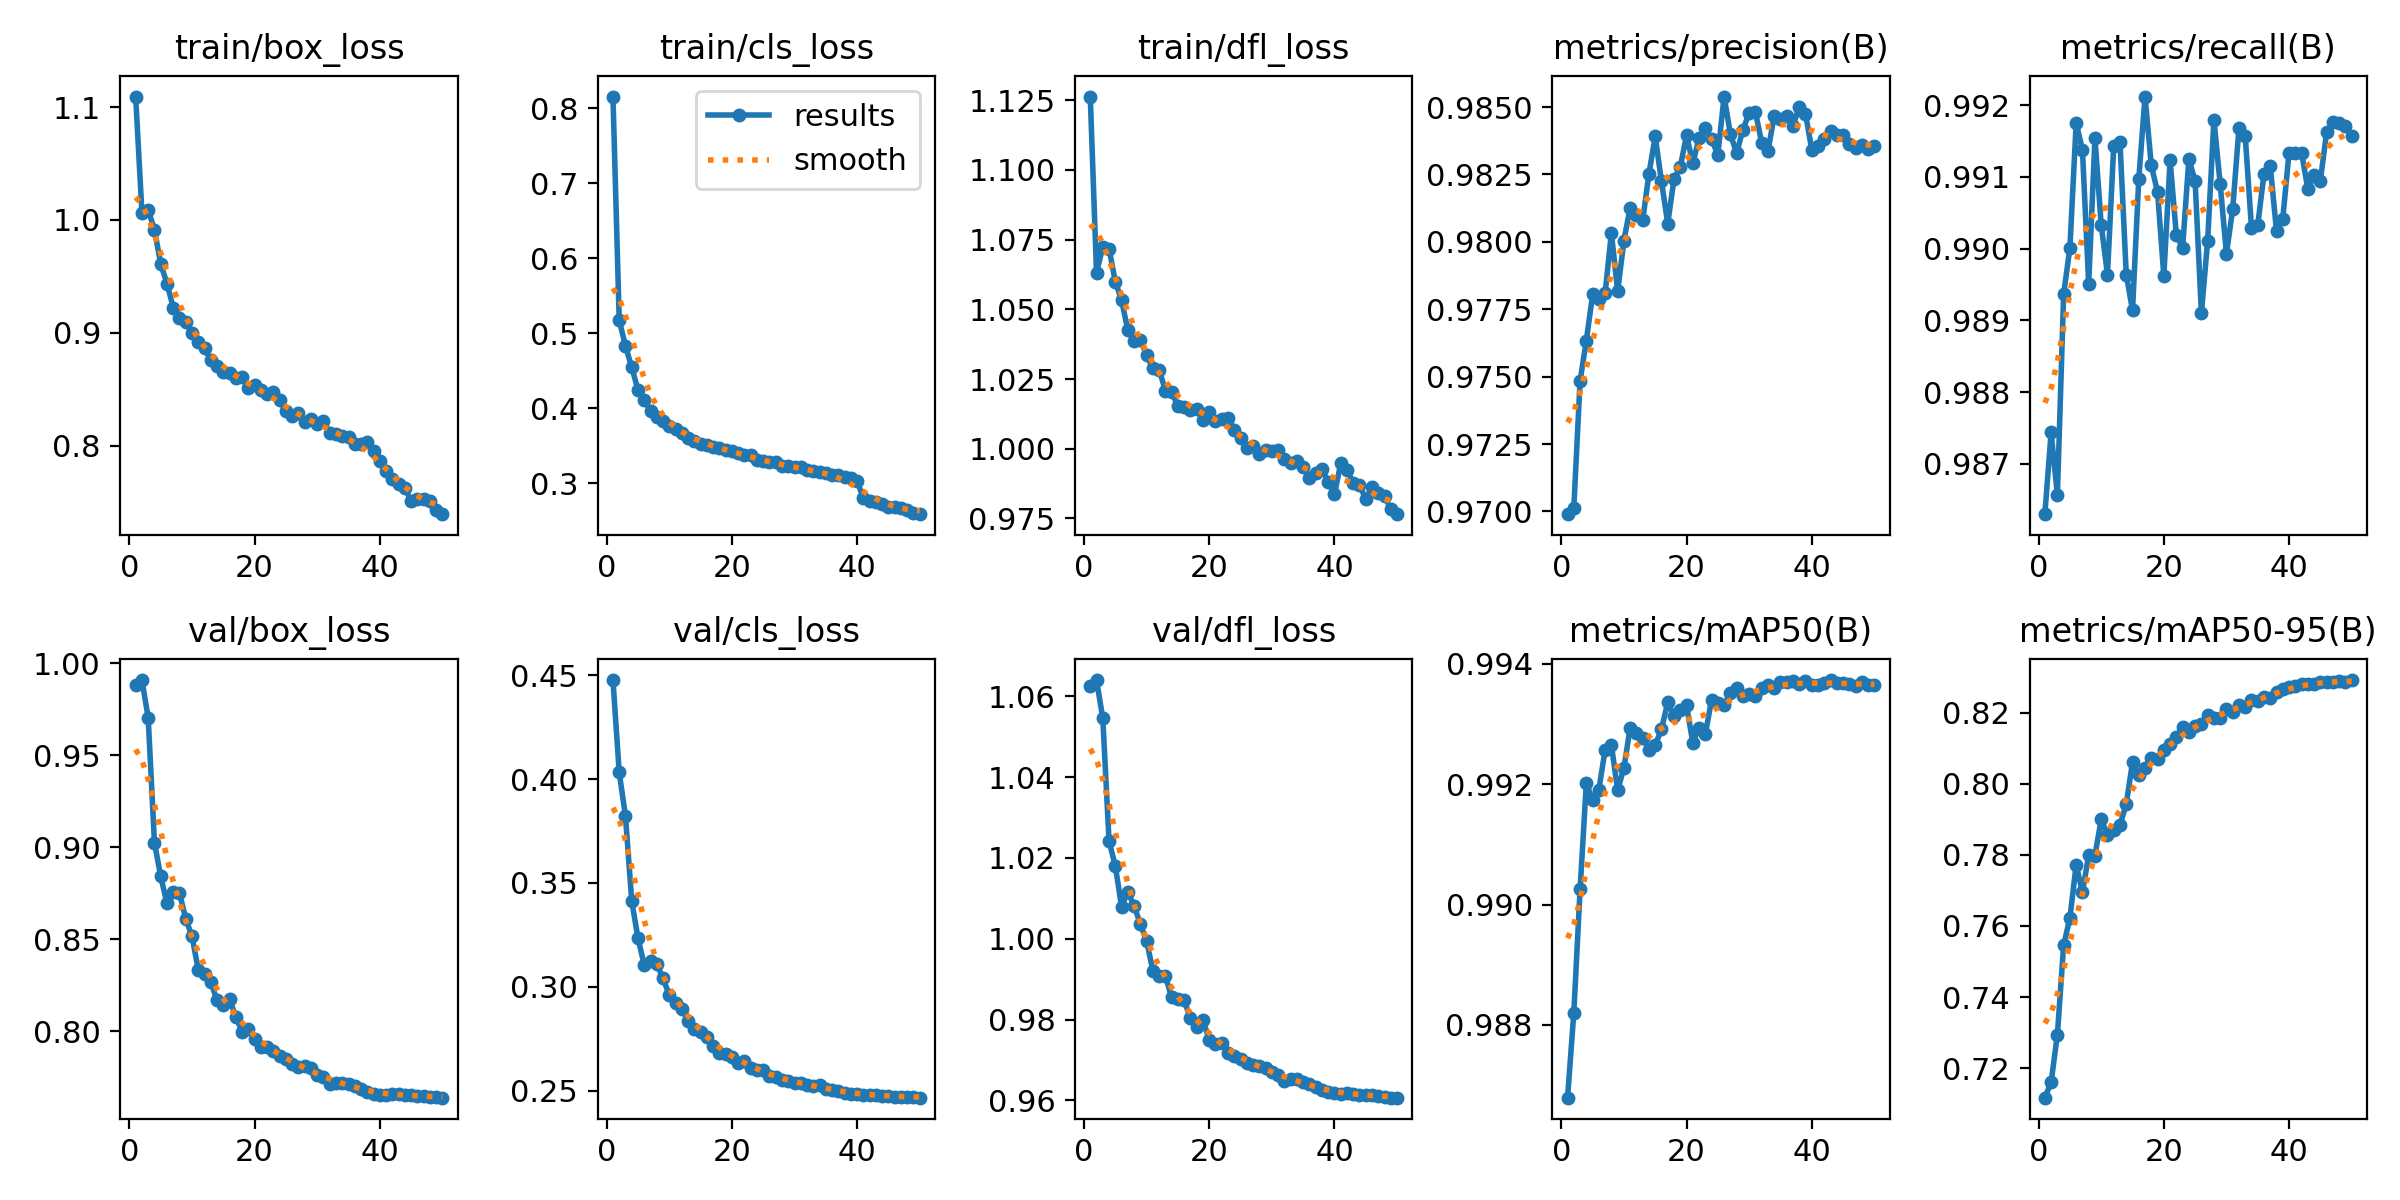 train/box_loss
1.1
1.0
0.9
0.8
0 20 40
train/cls_loss
results
smooth
0.8
0.7
0.6
0.5
0.4
0.3
0 20 40
train/dfl_loss
1.125
1.100
1.075
1.050
1.025
1.000
0.975
0 20 40
metrics/precision(B)
0.9850
0.9825
0.9800
0.9775
0.9750
0.9725
0.9700
0 20 40
metrics/recall(B)
0.992
0.991
0.990
0.989
0.988
0.987
0 20 40
val/box_loss
1.00
0.95
0.90
0.85
0.80
0 20 40
val/cls_loss
0.45
0.40
0.35
0.30
0.25
0 20 40
val/dfl_loss
1.06
1.04
1.02
1.00
0.98
0.96
0 20 40
metrics/mAP50(B)
0.994
0.992
0.990
0.988
0 20 40
metrics/mAP50-95(B)
0.82
0.80
0.78
0.76
0.74
0.72
0 20 40